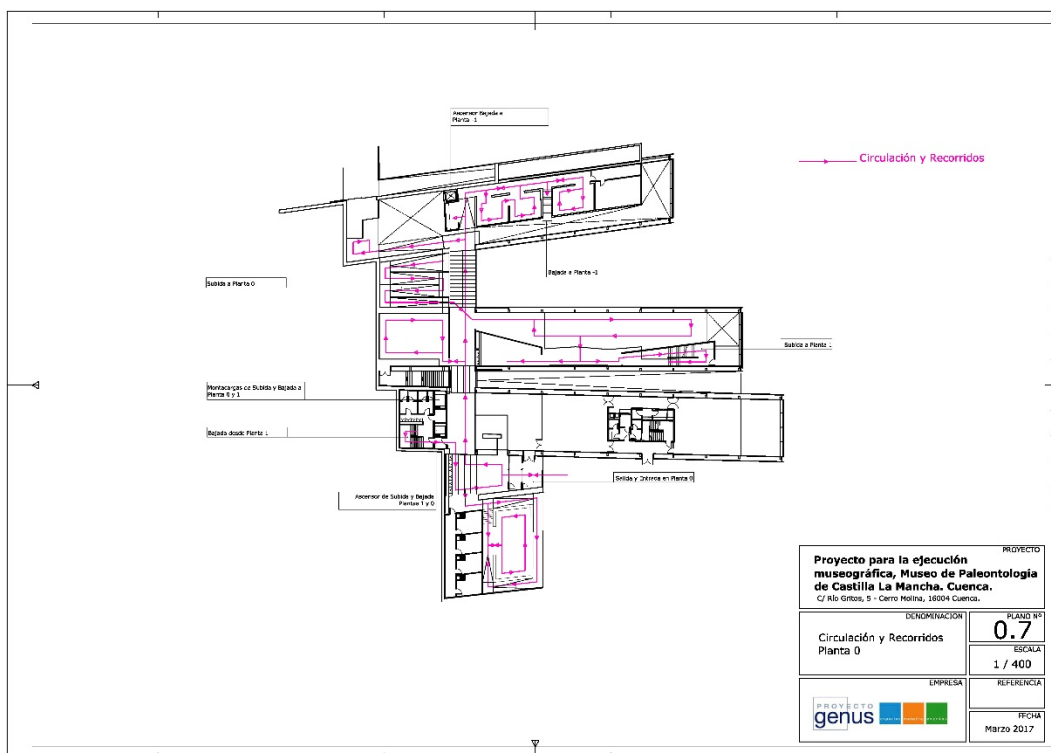 Ascensor Bajada a
Planta -1
Circulación y Recorridos
Bajada a Planta -1
Subida a Planta 0
Subida a Planta 1
Montacargas de Subida y Bajada a
Planta 0 y 1
Bajada desde Planta 1
Salida y Entrada en Planta 0
Ascensor de Subida y Bajada
Plantas 1 y 0
PROYECTO
Proyecto para la ejecución
museográfica, Museo de Paleontología
de Castilla La Mancha. Cuenca.
C/ Río Gritos, 5 - Cerro Molina, 16004 Cuenca.
DENOMINACIÓN
Circulación y Recorridos
Planta 0
PLANO Nº
0.7
ESCALA
1 / 400
EMPRESA
PROYECTO
genus
REFERENCIA
FECHA
Marzo 2017